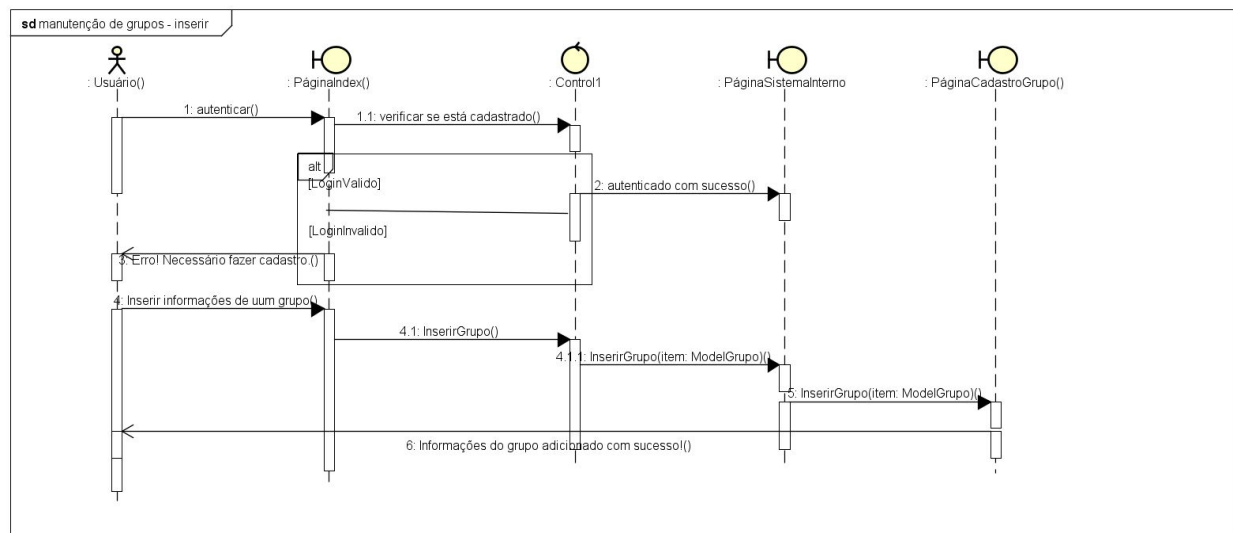 sd manutenção de grupos - inserir
: Usuário()
: PáginaIndex()
: Control1
: PáginaSistemaInterno
: PáginaCadastroGrupo()
1: autenticar()
1.1: verificar se está cadastrado()
alt
[LoginValido]
2: autenticado com sucesso()
[LoginInvalido]
3: Erro! Necessário fazer cadastro.()
4: Inserir informações de uum grupo()
4.1: InserirGrupo()
4.1.1: InserirGrupo(item: ModelGrupo)()
5: InserirGrupo(item: ModelGrupo)()
6: Informações do grupo adicionado com sucesso!()